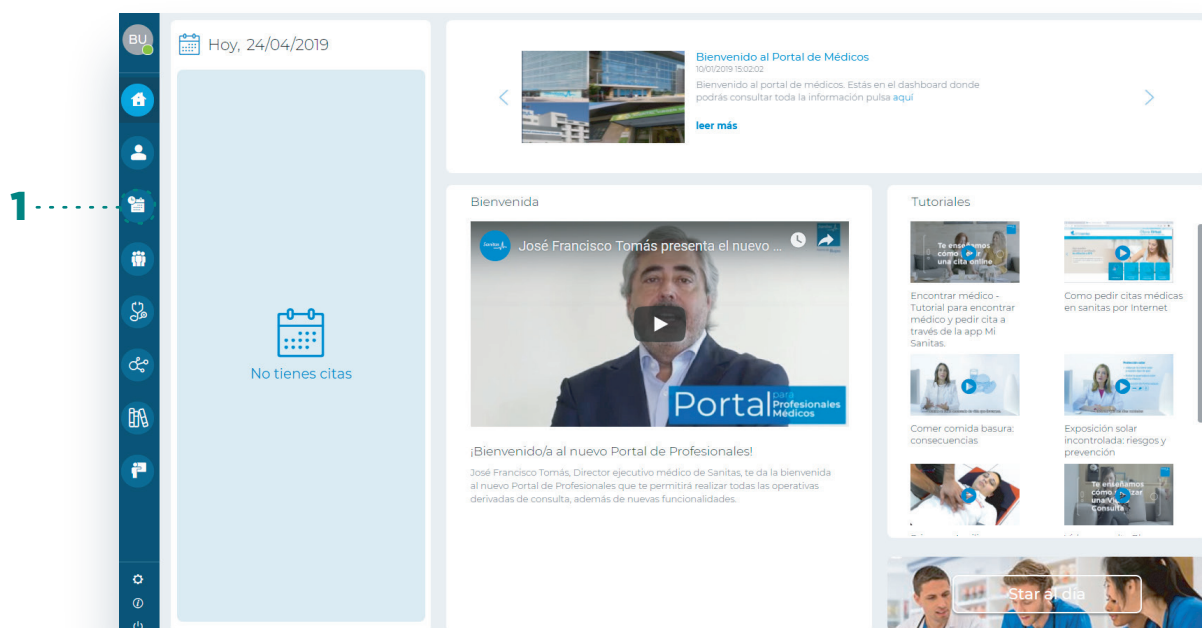 BU
Hoy, 24/04/2019
No tienes citas
1
Bienvenido al Portal de Médicos
10/01/2019 15:02:02
Bienvenido al portal de médicos. Estás en el dashboard donde
podrás consultar toda la información pulsa aquí
leer más
Bienvenida
José Francisco Tomás presenta el nuevo ...
Portal
para
Profesionales
Médicos
¡Bienvenido/a al nuevo Portal de Profesionales!
José Francisco Tomás, Director ejecutivo médico de Sanitas, te da la bienvenida
al nuevo Portal de Profesionales que te permitirá realizar todas las operativas
derivadas de consulta, además de nuevas funcionalidades.
Tutoriales
Te enseñamos
cómo pedir
una cita online
Encontrar médico -
Tutorial para encontrar
médico y pedir cita a
través de la app Mi
Sanitas.
Como pedir citas médicas
en sanitas por Internet
Comer comida basura:
consecuencias
Exposición solar
incontrolada: riesgos y
prevención
Te enseñamos
cómo realizar
una Video
Consulta
Star al día